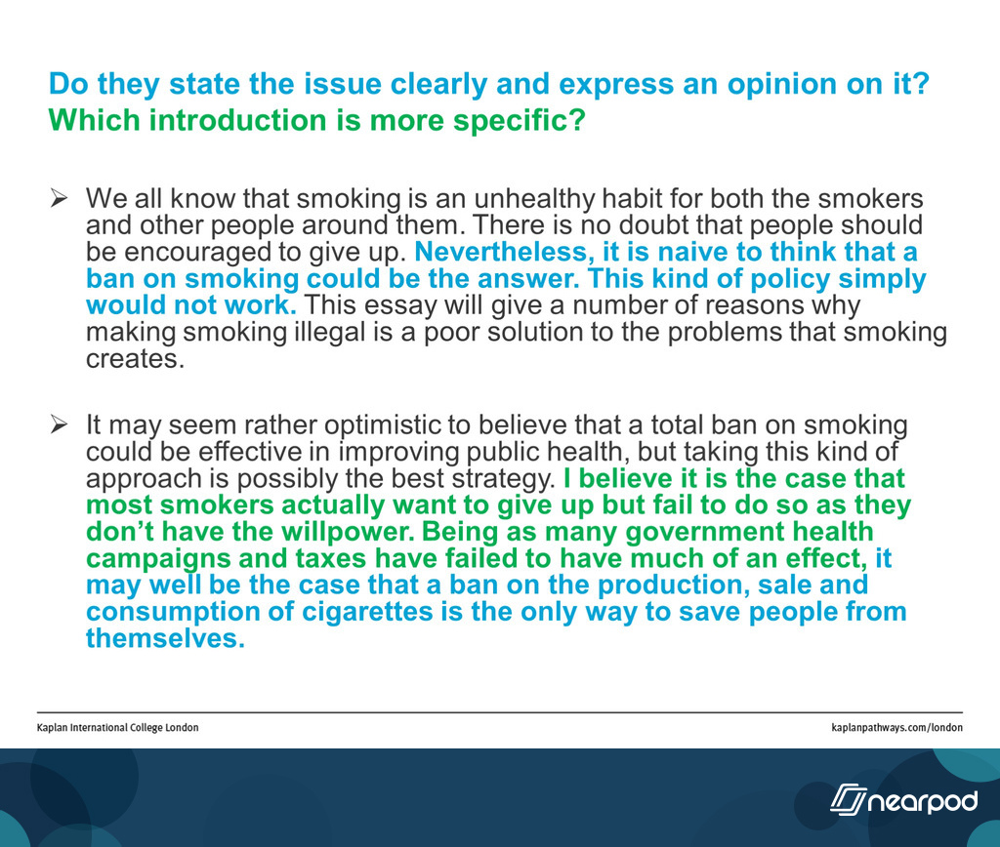 Do they state the issue clearly and express an opinion on it?
Which introduction is more specific?
We all know that smoking is an unhealthy habit for both the smokers
and other people around them. There is no doubt that people should
be encouraged to give up. Nevertheless, it is naive to think that a
ban on smoking could be the answer. This kind of policy simply
would not work. This essay will give a number of reasons why
making smoking illegal is a poor solution to the problems that smoking
creates.
It may seem rather optimistic to believe that a total ban on smoking
could be effective in improving public health, but taking this kind of
approach is possibly the best strategy. I believe it is the case that
most smokers actually want to give up but fail to do so as they
don’t have the willpower. Being as many government health
campaigns and taxes have failed to have much of an effect, it
may well be the case that a ban on the production, sale and
consumption of cigarettes is the only way to save people from
themselves.
Kaplan International College London
kaplanpathways.com/london
nearpod